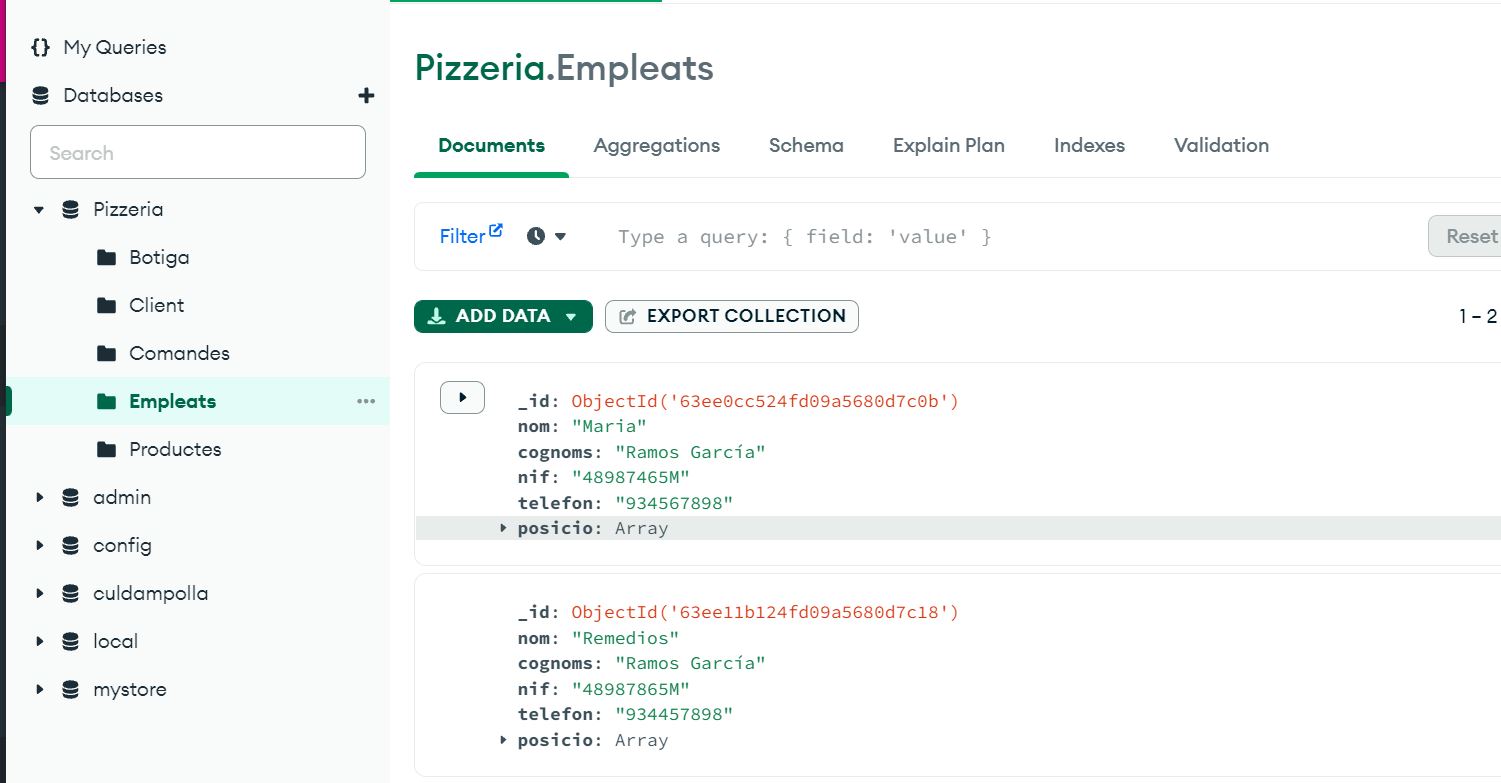 My Queries
Databases
Search
Pizzeria
Botiga
Client
Comandes
Empleats
Productes
admin
config
culdampolla
local
mystore
Pizzeria.Empleats
Documents Aggregations Schema Explain Plan Indexes Validation
Filter Type a query: { field: 'value' } Reset
ADD DATA EXPORT COLLECTION 1 – 2
_id: ObjectId('63ee0cc524fd09a5680d7c0b')
nom: "Maria"
cognoms: "Ramos García"
nif: "48987465M"
telefon: "934567898"
posicio: Array
_id: ObjectId('63ee11b124fd09a5680d7c18')
nom: "Remedios"
cognoms: "Ramos García"
nif: "48987865M"
telefon: "934457898"
posicio: Array